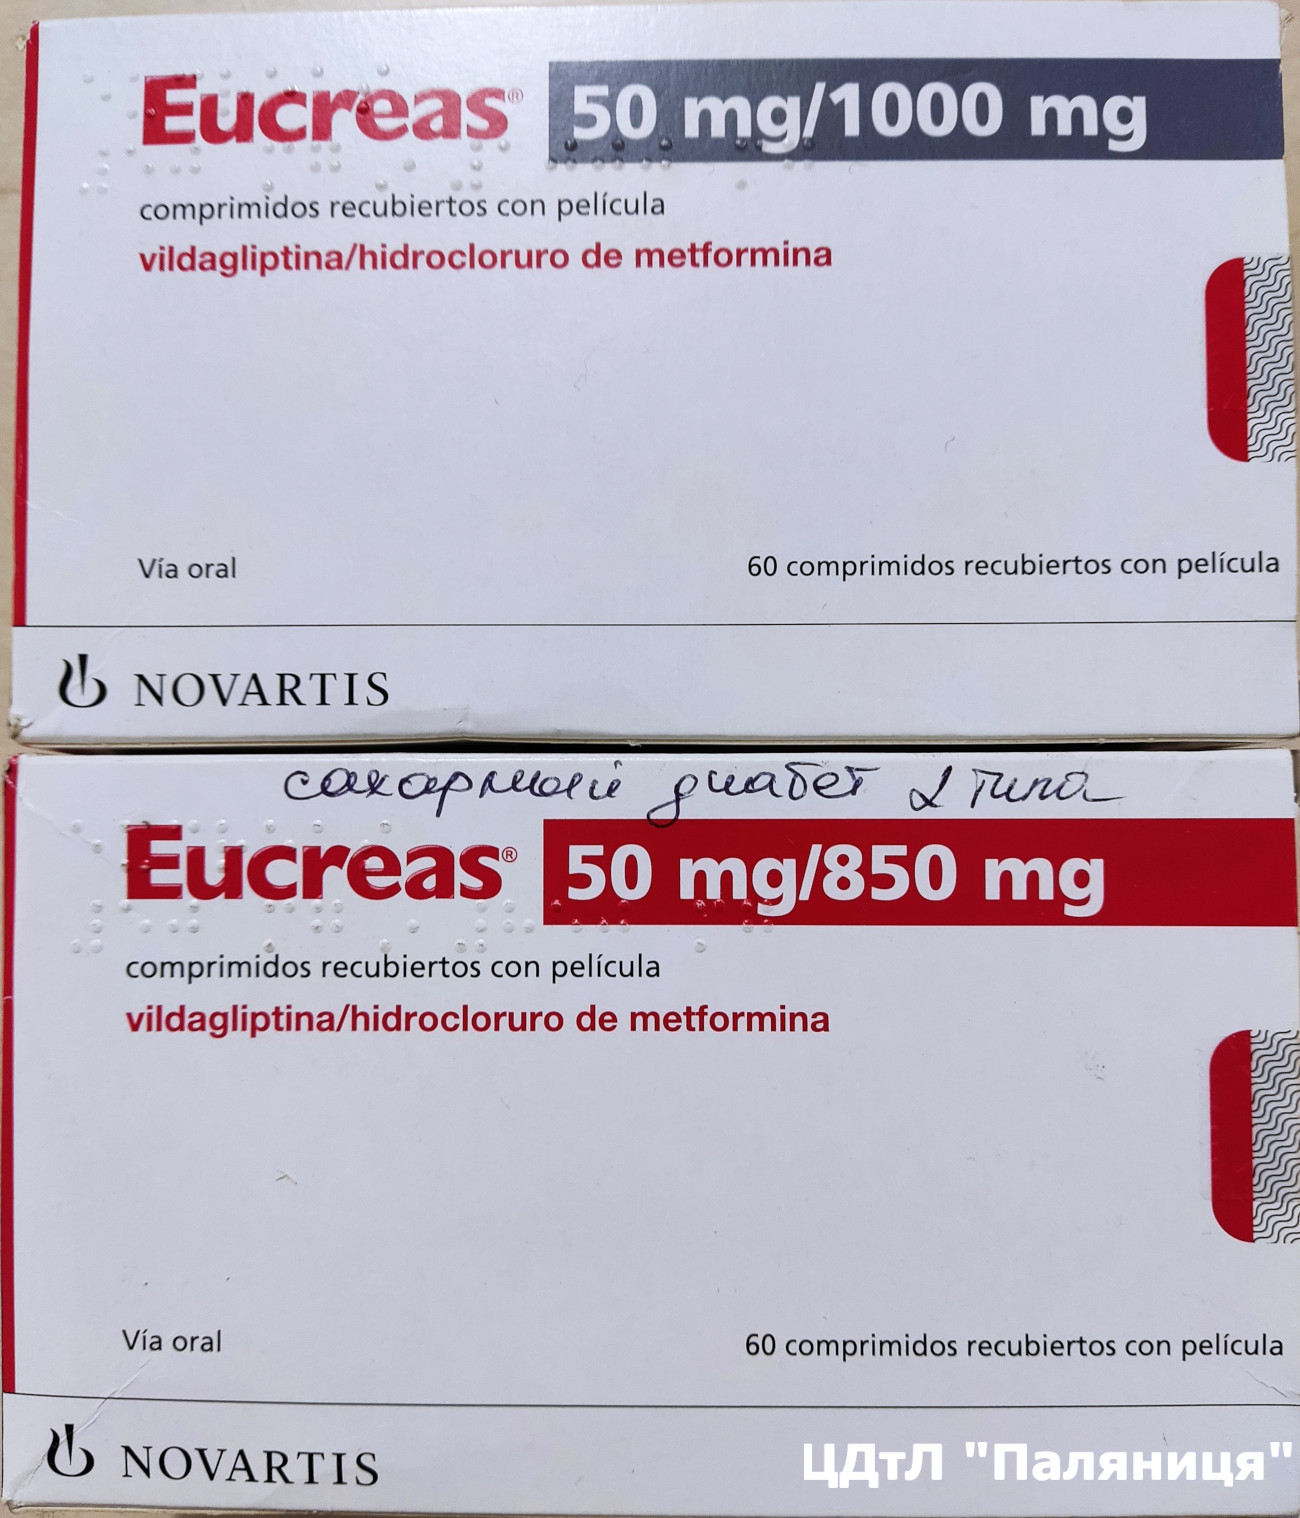 Eucreas® 50 mg/1000 mg
comprimidos recubiertos con película
vildagliptina/hidrocloruro de metformina
Vía oral
60 comprimidos recubiertos con película
NOVARTIS
сахарный диабет 2 типа
Eucreas® 50 mg/850 mg
comprimidos recubiertos con película
vildagliptina/hidrocloruro de metformina
Vía oral
60 comprimidos recubiertos con película
NOVARTIS
ЦДтЛ "Паляниця"